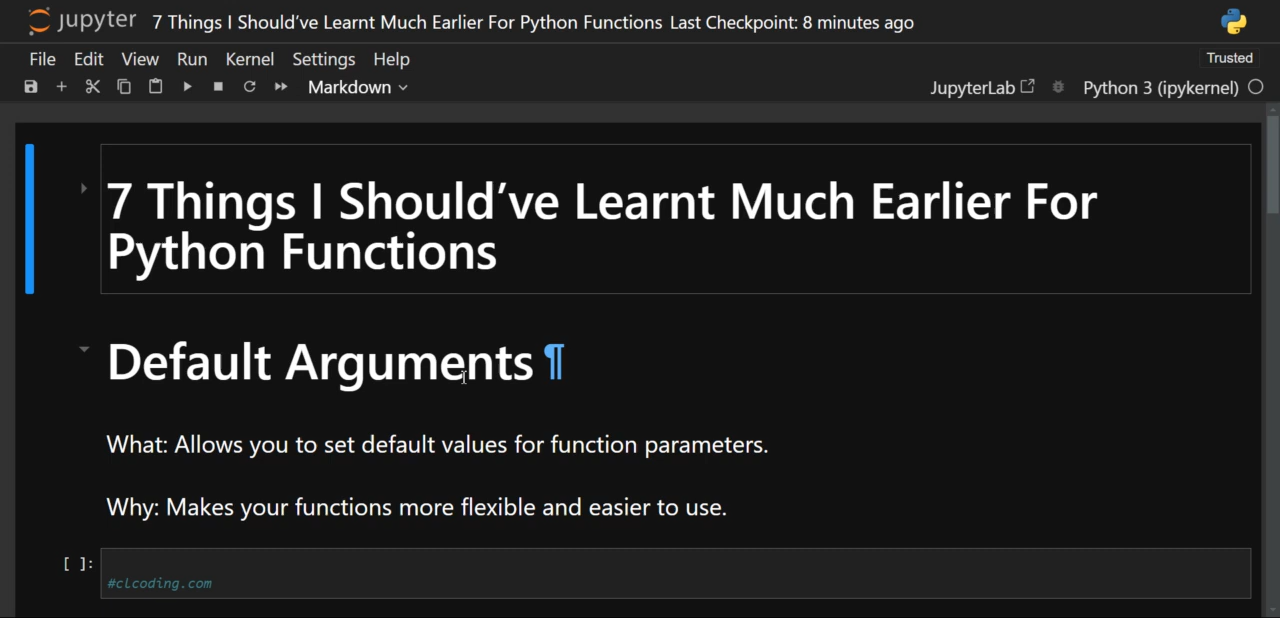 jupyter 7 Things I Should’ve Learnt Much Earlier For Python Functions Last Checkpoint: 8 minutes ago
File Edit View Run Kernel Settings Help
Trusted
Markdown
JupyterLab Python 3 (ipykernel)
7 Things I Should’ve Learnt Much Earlier For
Python Functions
Default Arguments ¶
What: Allows you to set default values for function parameters.
Why: Makes your functions more flexible and easier to use.
[ ]:
#clcoding.com